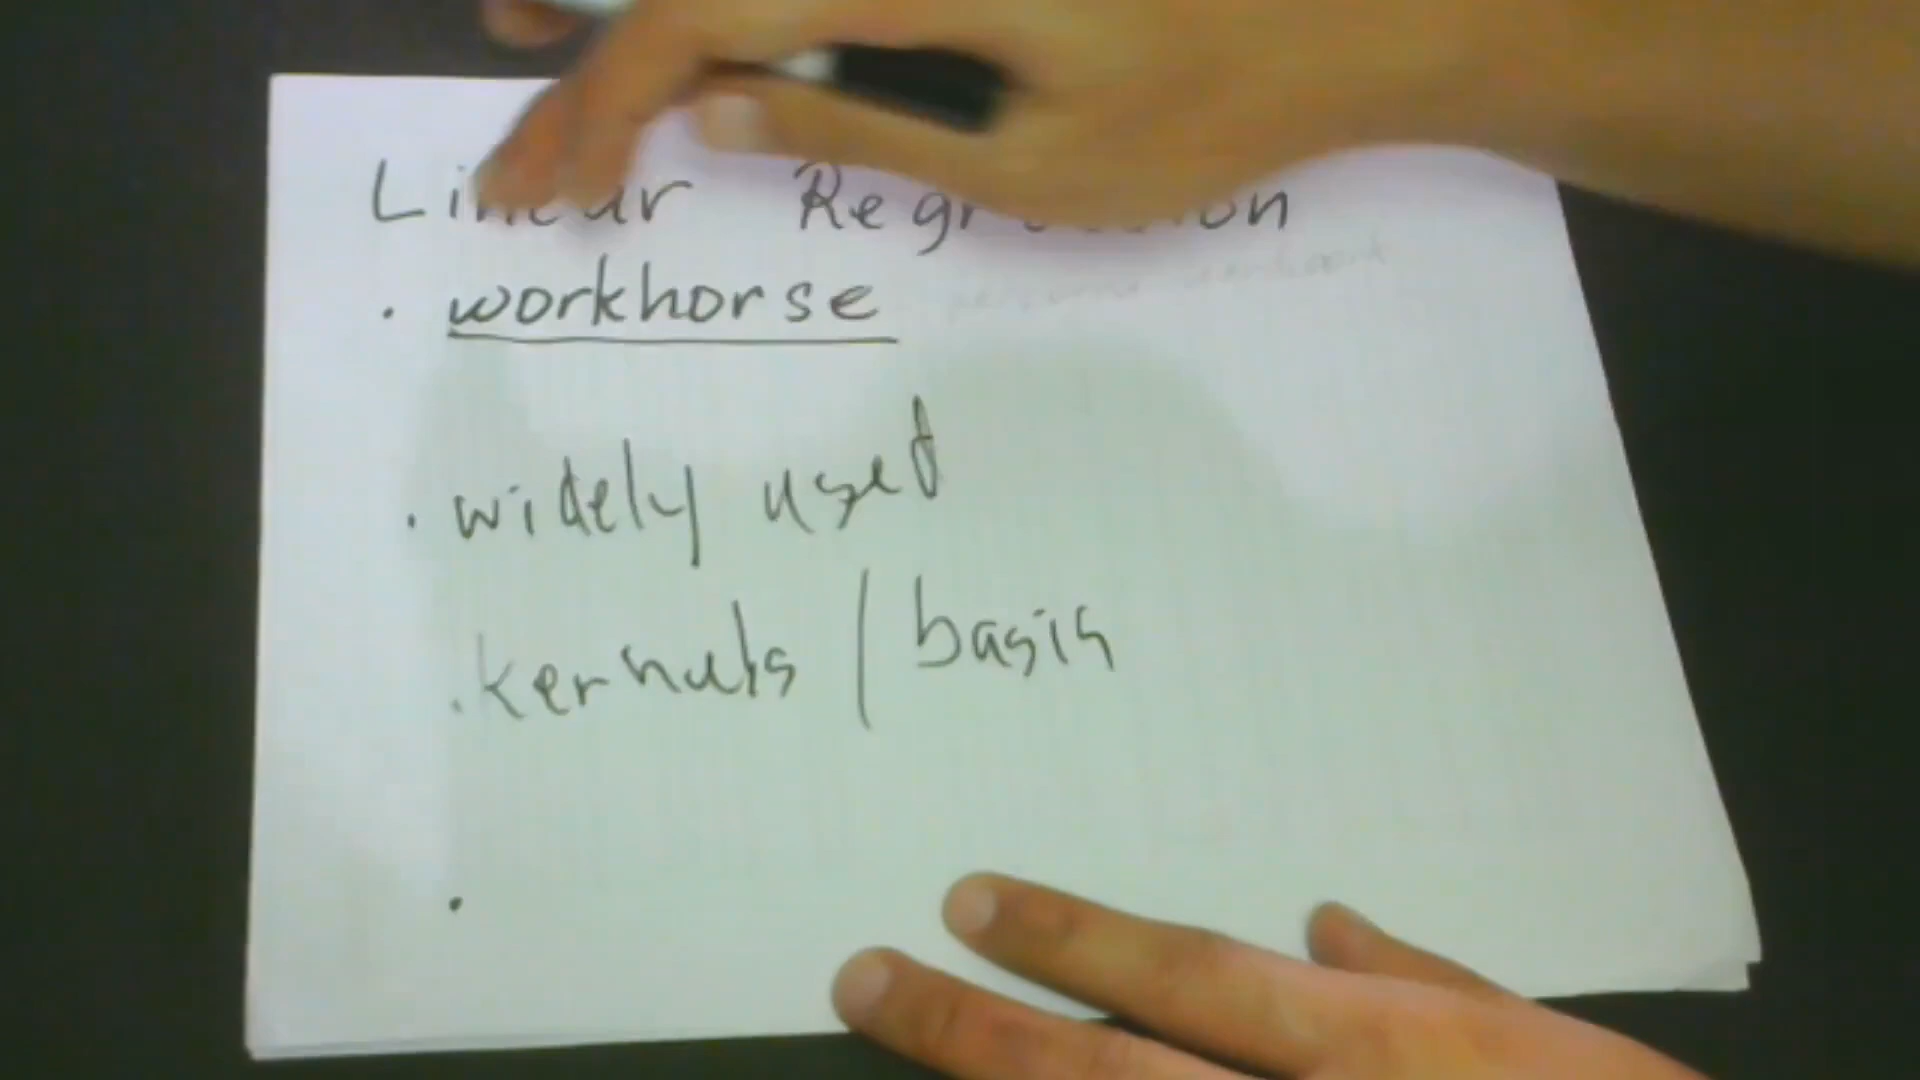 Linear Regression
. workhorse
. widely used
. kernels / basis
.